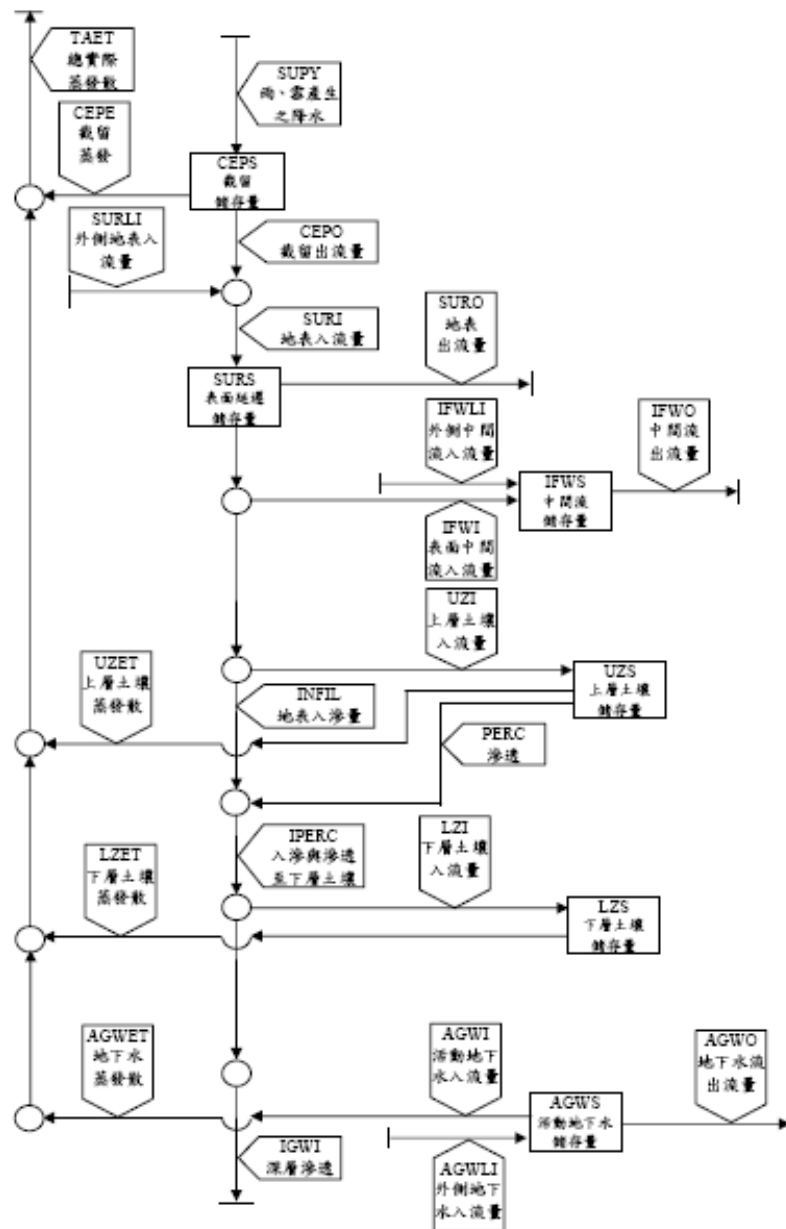 TAET
總實際
蒸發散
SUPY
雨、雲產生
之降水
CEPE
截留
蒸發
CEPS
截留
儲存量
SURLI
外側地表入
流量
CEPO
截留出流量
SURI
地表入流量
SURO
地表
出流量
SURS
表面延遲
儲存量
IFWLI
外側中間
流入流量
IFWO
中間流
出流量
IFWS
中間流
儲存量
IFWI
表面中間
流入流量
UZI
上層土壤
入流量
UZET
上層土壤
蒸發散
UZS
上層土壤
儲存量
INFIL
地表入滲量
PERC
滲透
IPERC
入滲與滲透
至下層土壤
LZI
下層土壤
入流量
LZET
下層土壤
蒸發散
LZS
下層土壤
儲存量
AGWET
地下水
蒸發散
AGWI
活動地下
水入流量
AGWO
地下水流
出流量
AGWS
活動地下水
儲存量
IGWI
深層滲透
AGWLI
外側地下
水入流量